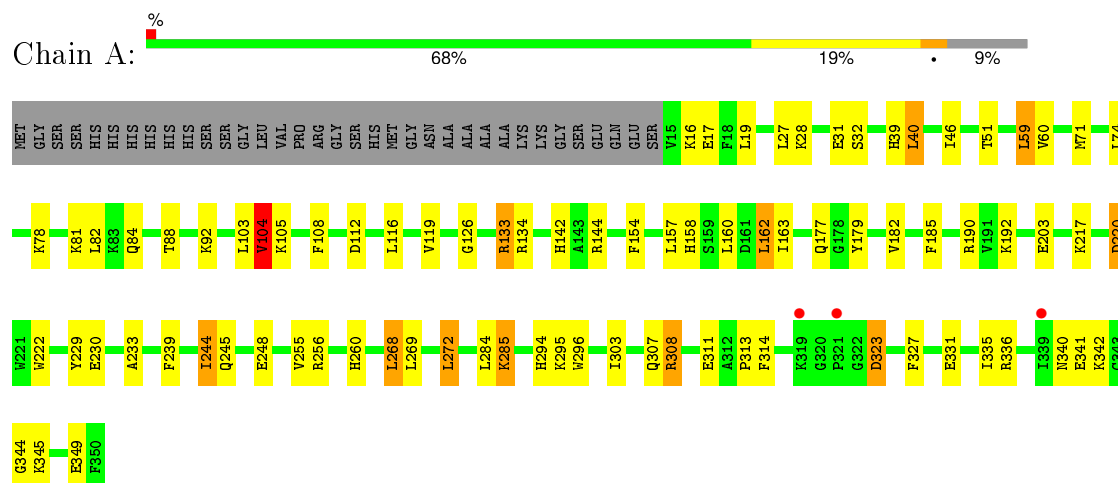 %
Chain A:
68% 19% • 9%
MET GLY SER SER HIS HIS HIS HIS HIS HIS SER SER GLY LEU VAL PRO ARG GLY SER HIS MET GLY ASN ALA ALA ALA ALA LYS LYS GLY SER GLU GLN GLU SER V15 K16 E17 F18 L19 L27 K28 E31 S32 H39 L40 I46 T51 L59 V60 M71
K78 K81 L82 K83 Q84 T88 K92 L103 V104 K105 F108 D112 L116 V119 G126 R133 R134 H142 A143 R144 F154 L157 H158 S159 L160 D161 L162 I163 Q177 G178 Y179 V182 F185 R190 V191 K192 E203 K217
W221 W222 Y229 E230 A233 F239 I244 Q245 E248 V255 R256 H260 L268 L269 L272 L284 K285 H294 K295 W296 I303 Q307 R308 E311 A312 P313 F314 K319 G320 P321 G322 D323 F327 E331 I335 R336 I339 N340 E341 K342
G344 K345 E349 F350